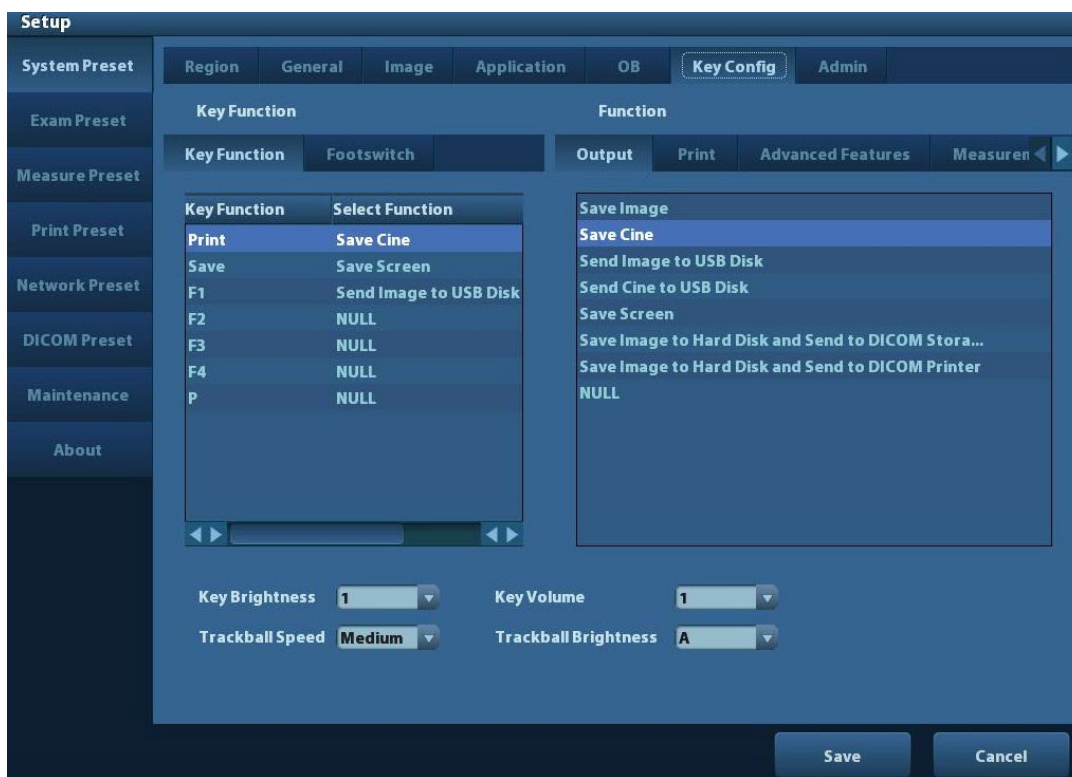 Setup
System Preset
Exam Preset
Measure Preset
Print Preset
Network Preset
DICOM Preset
Maintenance
About
Region General Image Application OB Key Config Admin
Key Function
Key Function Footswitch
Key Function Select Function
Print Save Cine
Save Save Screen
F1 Send Image to USB Disk
F2 NULL
F3 NULL
F4 NULL
P NULL
Function
Output Print Advanced Features Measuren
Save Image
Save Cine
Send Image to USB Disk
Send Cine to USB Disk
Save Screen
Save Image to Hard Disk and Send to DICOM Stora...
Save Image to Hard Disk and Send to DICOM Printer
NULL
Key Brightness 1 Key Volume 1
Trackball Speed Medium Trackball Brightness A
Save Cancel